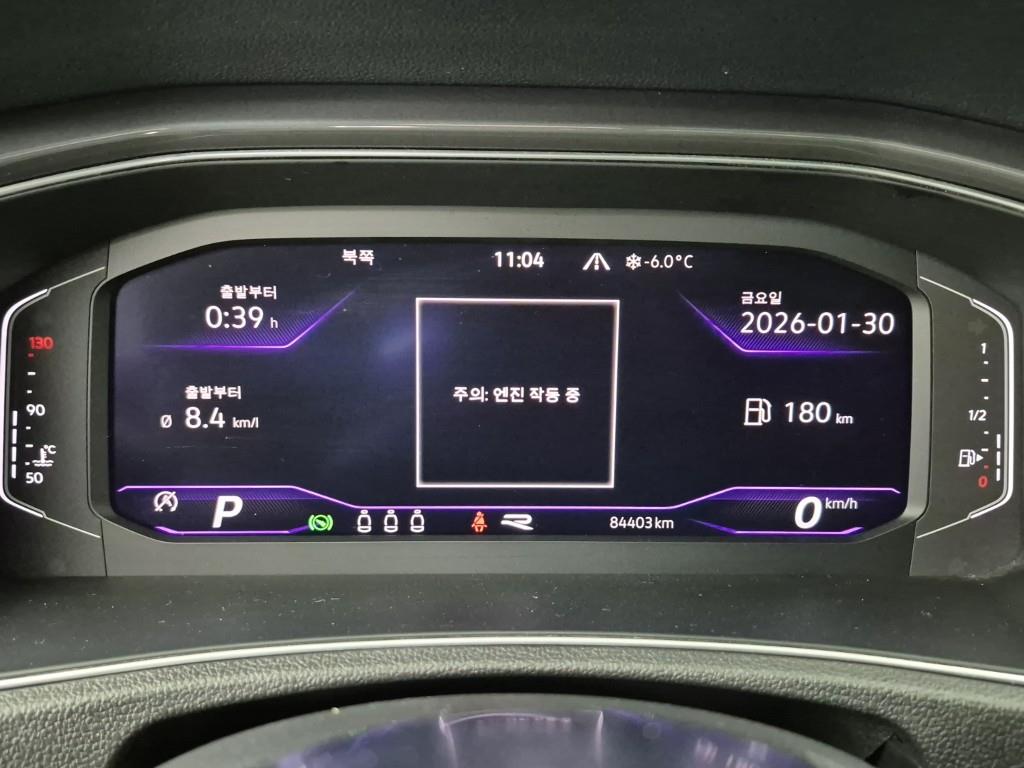 북쪽
11:04
-6.0°C
출발부터
0:39 h
금요일
2026-01-30
130
90
°C
50
출발부터
Ø 8.4 km/l
주의: 엔진 작동 중
180 km
1
1/2
0
P
R
84403 km
0 km/h